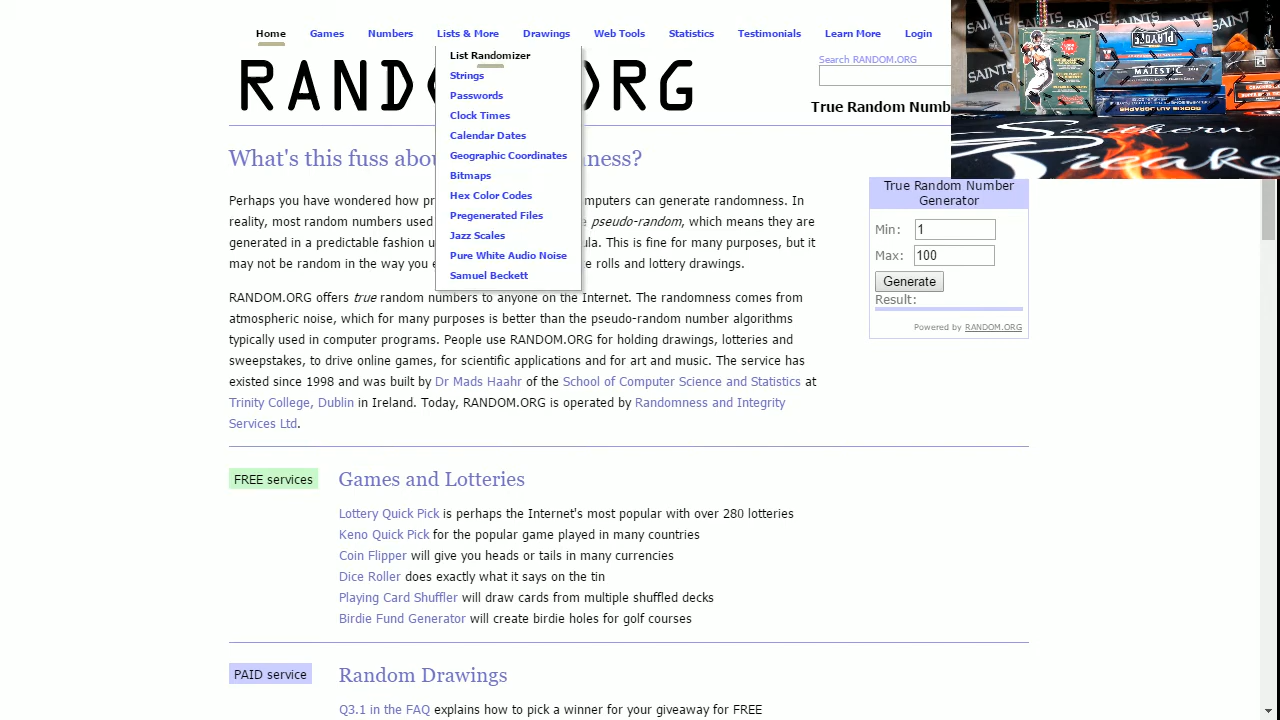 Home Games Numbers Lists & More Drawings Web Tools Statistics Testimonials Learn More Login
List Randomizer
Strings
Passwords
Clock Times
Calendar Dates
Geographic Coordinates
Bitmaps
Hex Color Codes
Pregenerated Files
Jazz Scales
Pure White Audio Noise
Samuel Beckett
Search RANDOM.ORG
RAND ORG
True Random Numb
What's this fuss abou ness?
Perhaps you have wondered how pr mputers can generate randomness. In
reality, most random numbers used pseudo-random, which means they are
generated in a predictable fashion u ula. This is fine for many purposes, but it
may not be random in the way you e e rolls and lottery drawings.
RANDOM.ORG offers true random numbers to anyone on the Internet. The randomness comes from
atmospheric noise, which for many purposes is better than the pseudo-random number algorithms
typically used in computer programs. People use RANDOM.ORG for holding drawings, lotteries and
sweepstakes, to drive online games, for scientific applications and for art and music. The service has
existed since 1998 and was built by Dr Mads Haahr of the School of Computer Science and Statistics at
Trinity College, Dublin in Ireland. Today, RANDOM.ORG is operated by Randomness and Integrity
Services Ltd.
True Random Number
Generator
Min: 1
Max: 100
Generate
Result:
Powered by RANDOM.ORG
FREE services
Games and Lotteries
Lottery Quick Pick is perhaps the Internet's most popular with over 280 lotteries
Keno Quick Pick for the popular game played in many countries
Coin Flipper will give you heads or tails in many currencies
Dice Roller does exactly what it says on the tin
Playing Card Shuffler will draw cards from multiple shuffled decks
Birdie Fund Generator will create birdie holes for golf courses
PAID service
Random Drawings
Q3.1 in the FAQ explains how to pick a winner for your giveaway for FREE
SAINTS
SAINTS
SAINTS
MAJESTIC
Southern
Breake